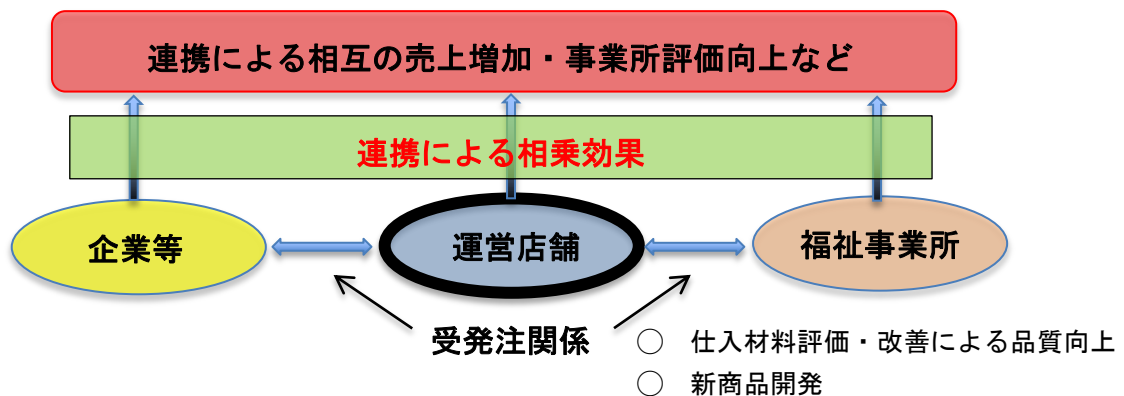 連携による相互の売上増加・事業所評価向上など
連携による相乗効果
企業等
運営店舗
福祉事業所
受発注関係
○　仕入材料評価・改善による品質向上
○　新商品開発